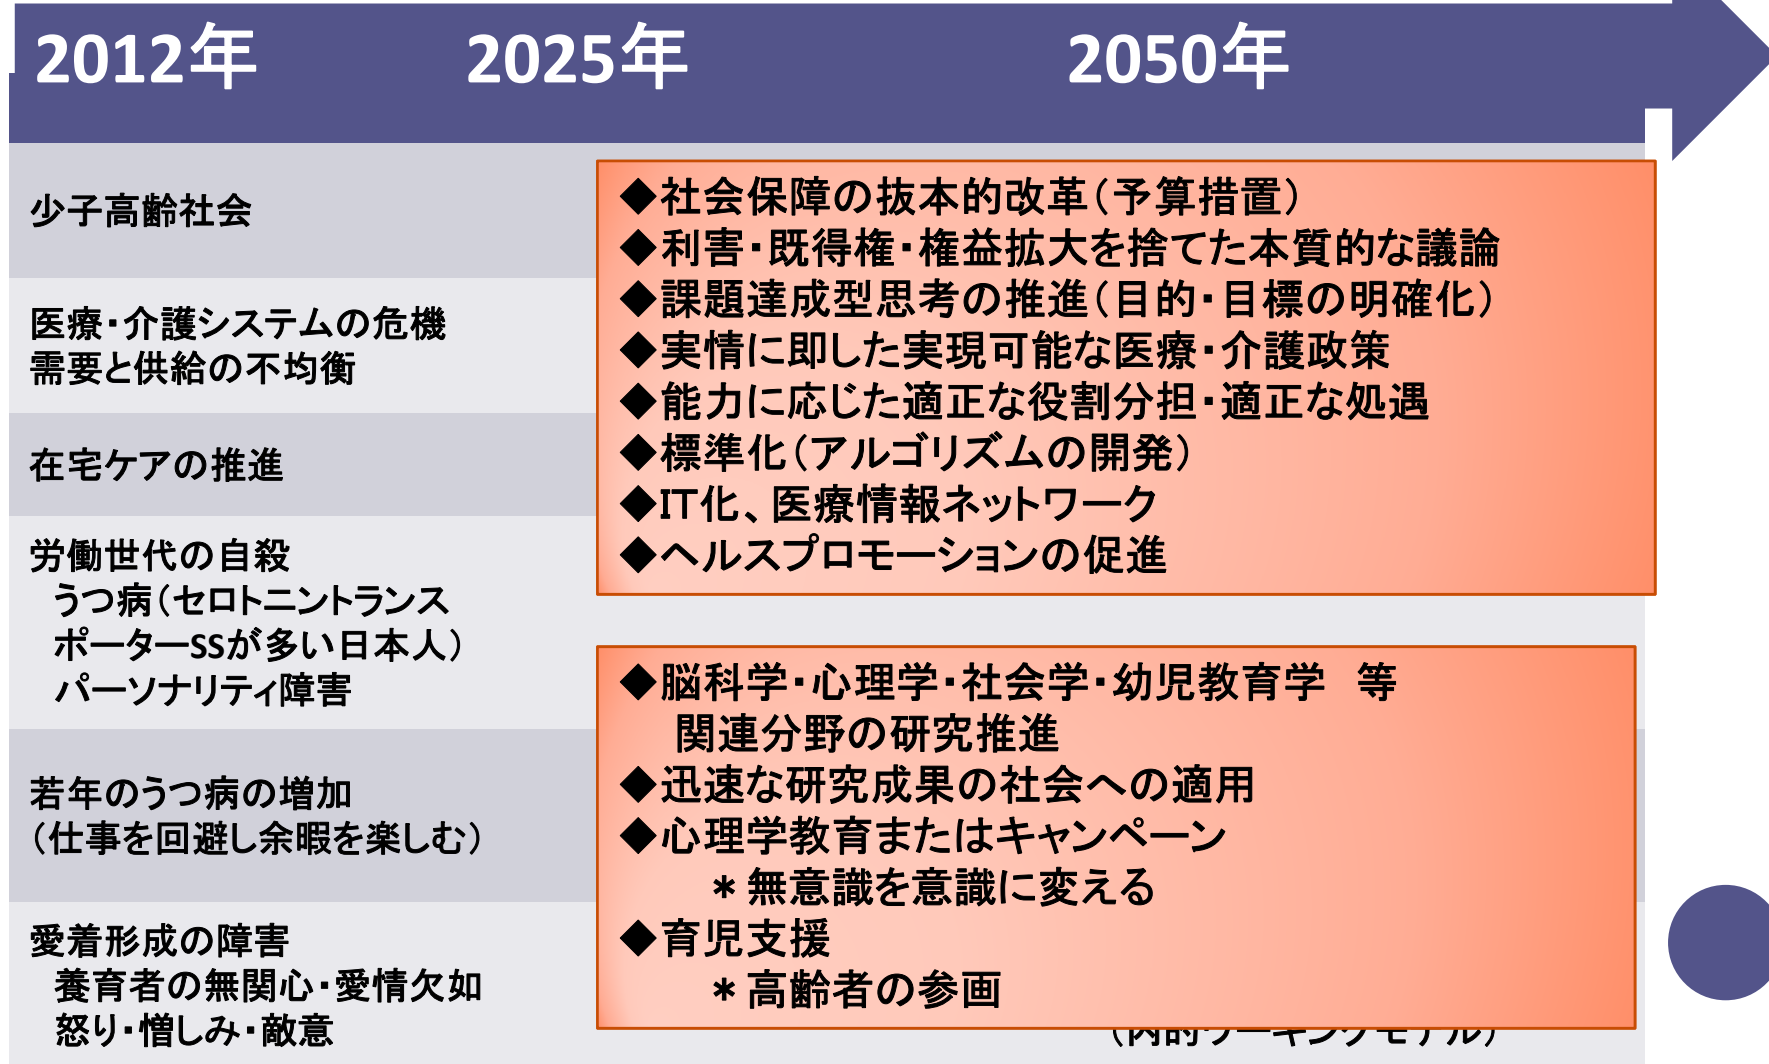 2012年 2025年 2050年
少子高齢社会
医療・介護システムの危機
需要と供給の不均衡
在宅ケアの推進
労働世代の自殺
うつ病（セロトニントランス
ポーターSSが多い日本人）
パーソナリティ障害
若年のうつ病の増加
（仕事を回避し余暇を楽しむ）
愛着形成の障害
養育者の無関心・愛情欠如
怒り・憎しみ・敵意
◆社会保障の抜本的改革（予算措置）
◆利害・既得権・権益拡大を捨てた本質的な議論
◆課題達成型思考の推進（目的・目標の明確化）
◆実情に即した実現可能な医療・介護政策
◆能力に応じた適正な役割分担・適正な処遇
◆標準化（アルゴリズムの開発）
◆IT化、医療情報ネットワーク
◆ヘルスプロモーションの促進
◆脳科学・心理学・社会学・幼児教育学　等
関連分野の研究推進
◆迅速な研究成果の社会への適用
◆心理学教育またはキャンペーン
＊無意識を意識に変える
◆育児支援
＊高齢者の参画
（内的ワーキングモデル）